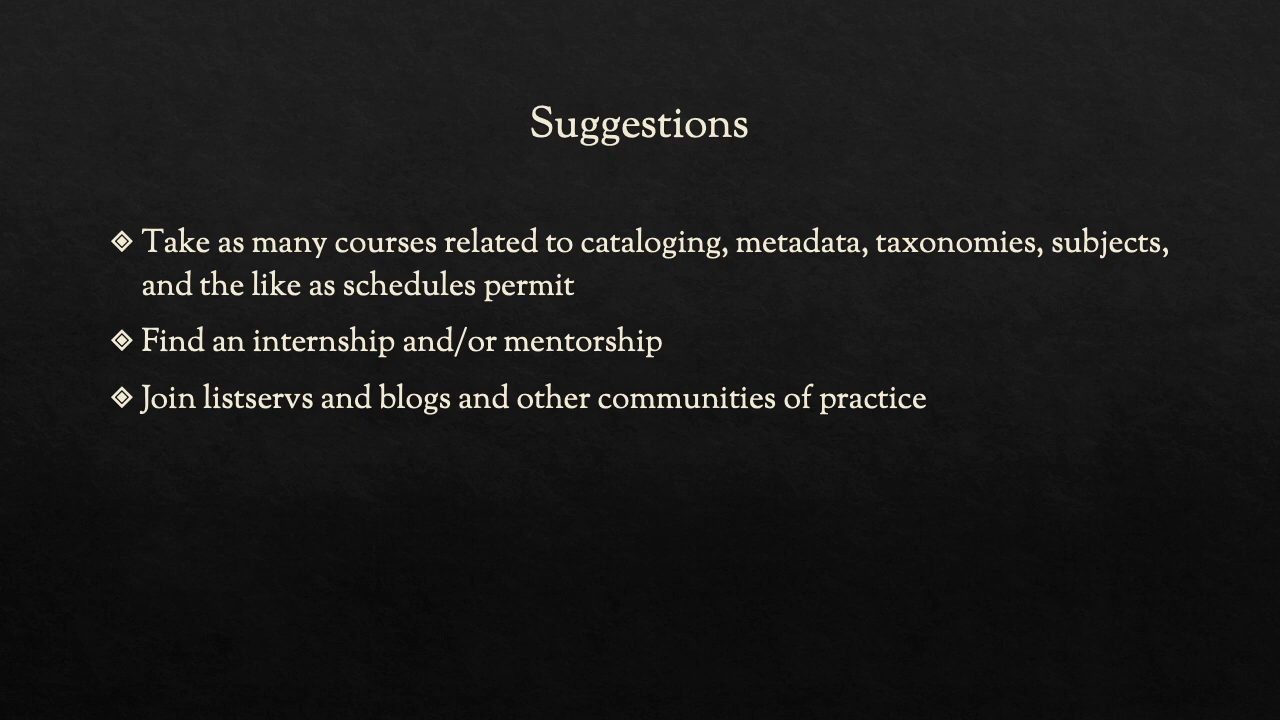 Suggestions
◈ Take as many courses related to cataloging, metadata, taxonomies, subjects,
and the like as schedules permit
◈ Find an internship and/or mentorship
◈ Join listservs and blogs and other communities of practice